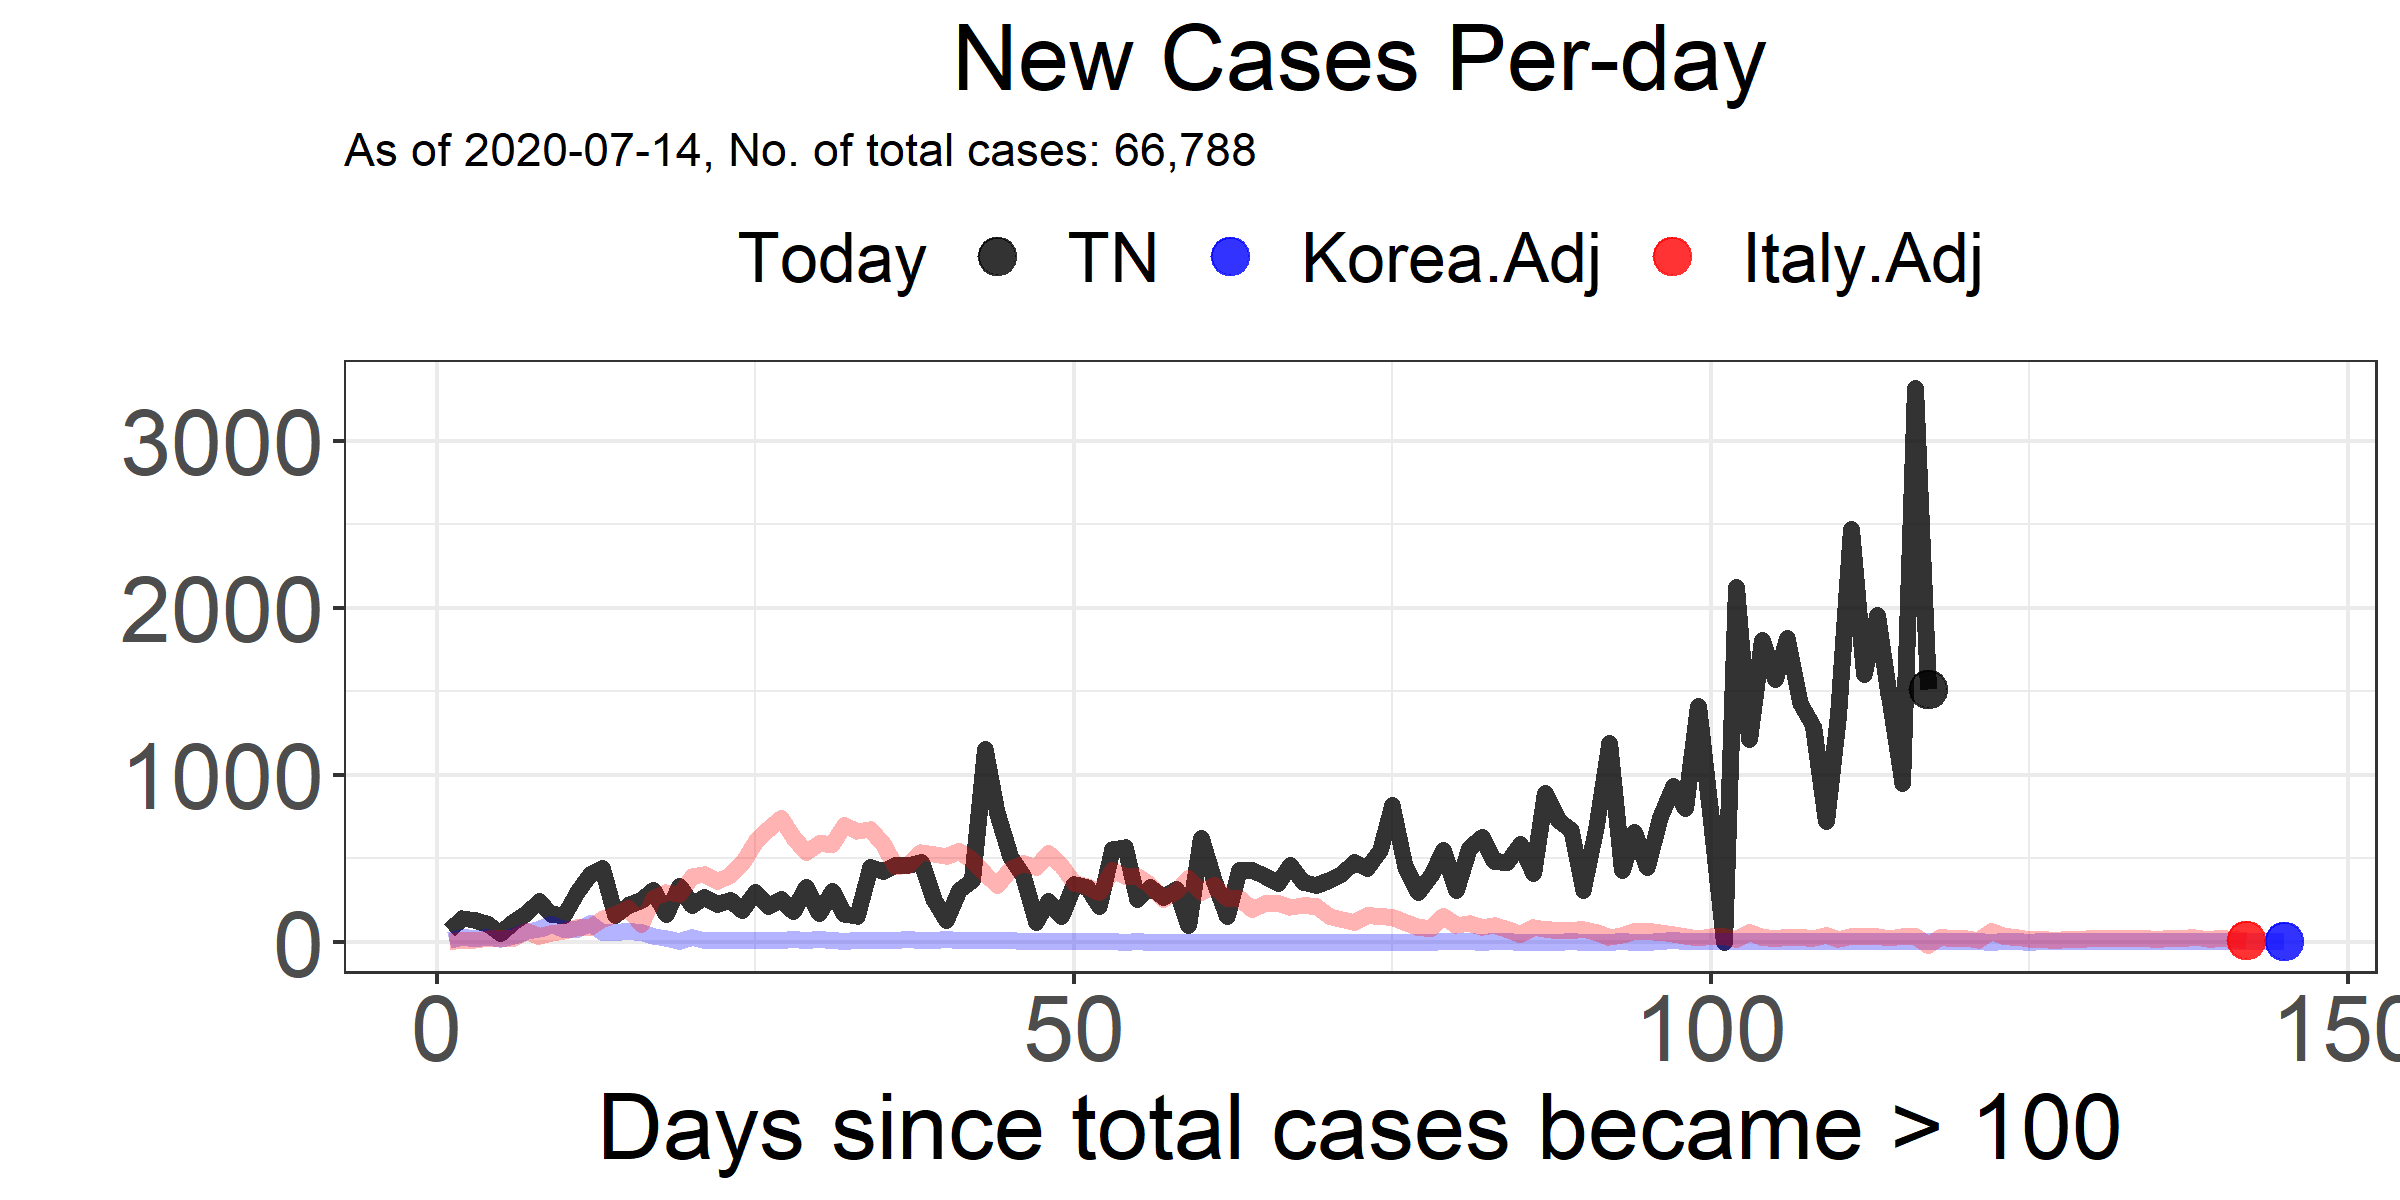 New Cases Per-day
As of 2020-07-14, No. of total cases: 66,788
Today TN Korea.Adj Italy.Adj
3000
2000
1000
0
0 50 100 150
Days since total cases became > 100